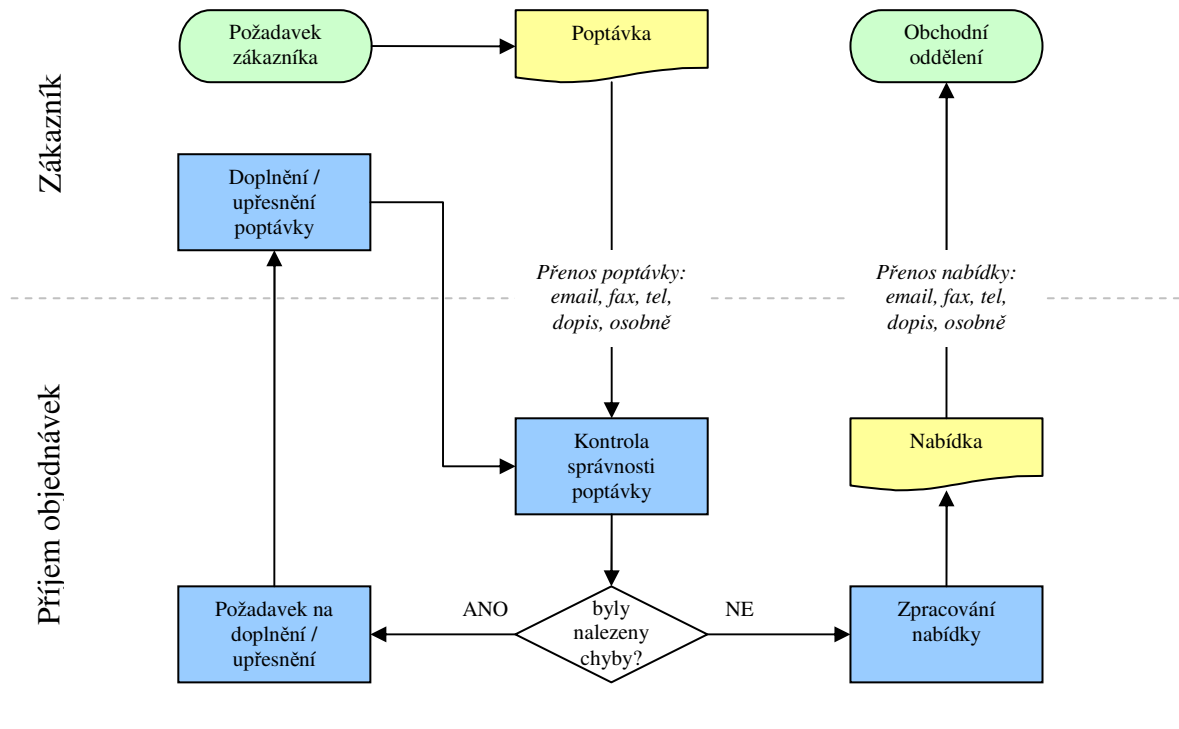 Požadavek
zákazníka
Poptávka
Obchodní
oddělení
Zákazník
Doplnění /
upřesnění
poptávky
Přenos poptávky:
email, fax, tel,
dopis, osobně
Přenos nabídky:
email, fax, tel,
dopis, osobně
Příjem objednávek
Kontrola
správnosti
poptávky
Nabídka
Požadavek na
doplnění /
upřesnění
ANO
byly
nalezeny
chyby?
NE
Zpracování
nabídky